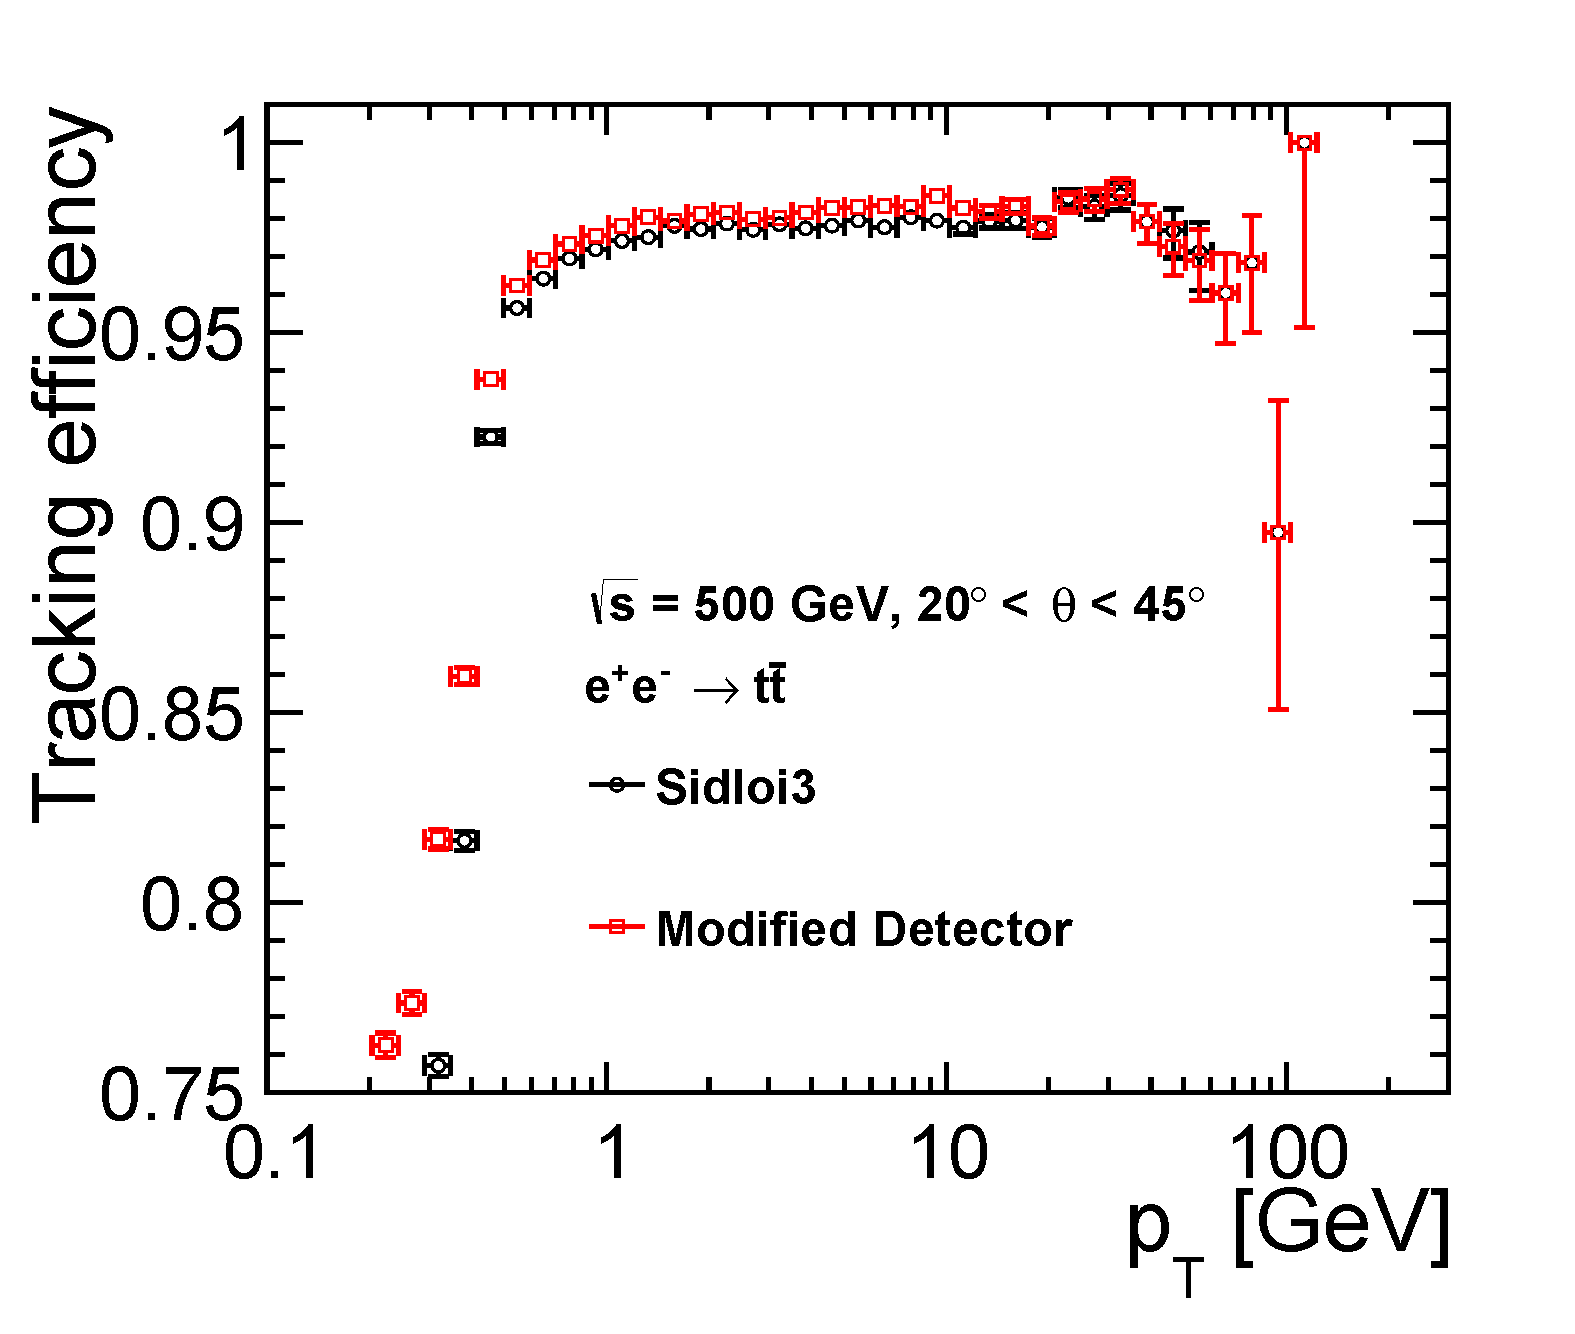 Tracking efficiency
1
0.95
0.9
0.85
0.8
0.75
√s = 500 GeV, 20° < θ < 45°
e⁺e⁻ → tt̄
Sidloi3
Modified Detector
0.1 1 10 100
p_T [GeV]